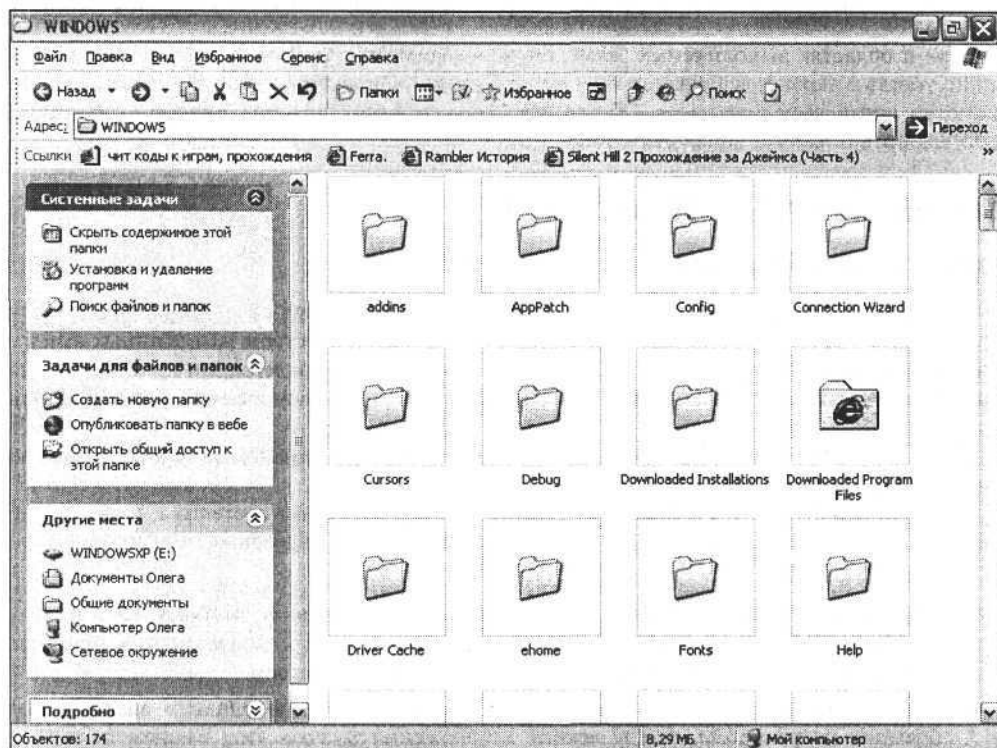 WINDOWS
Файл Правка Вид Избранное Сервис Справка
Назад Папки Избранное Поиск
Адрес: WINDOWS Переход
Ссылки чит коды к играм, прохождения Ferra. Rambler История Silent Hill 2 Прохождение за Джеймса (Часть 4) »
Системные задачи
Скрыть содержимое этой
папки
Установка и удаление
программ
Поиск файлов и папок
Задачи для файлов и папок
Создать новую папку
Опубликовать папку в вебе
Открыть общий доступ к
этой папке
Другие места
WINDOWSXP (E:)
Документы Олега
Общие документы
Компьютер Олега
Сетевое окружение
Подробно
addins AppPatch Config Connection Wizard
Cursors Debug Downloaded Installations Downloaded Program
Files
Driver Cache ehome Fonts Help
Объектов: 174 8,29 МБ Мой компьютер